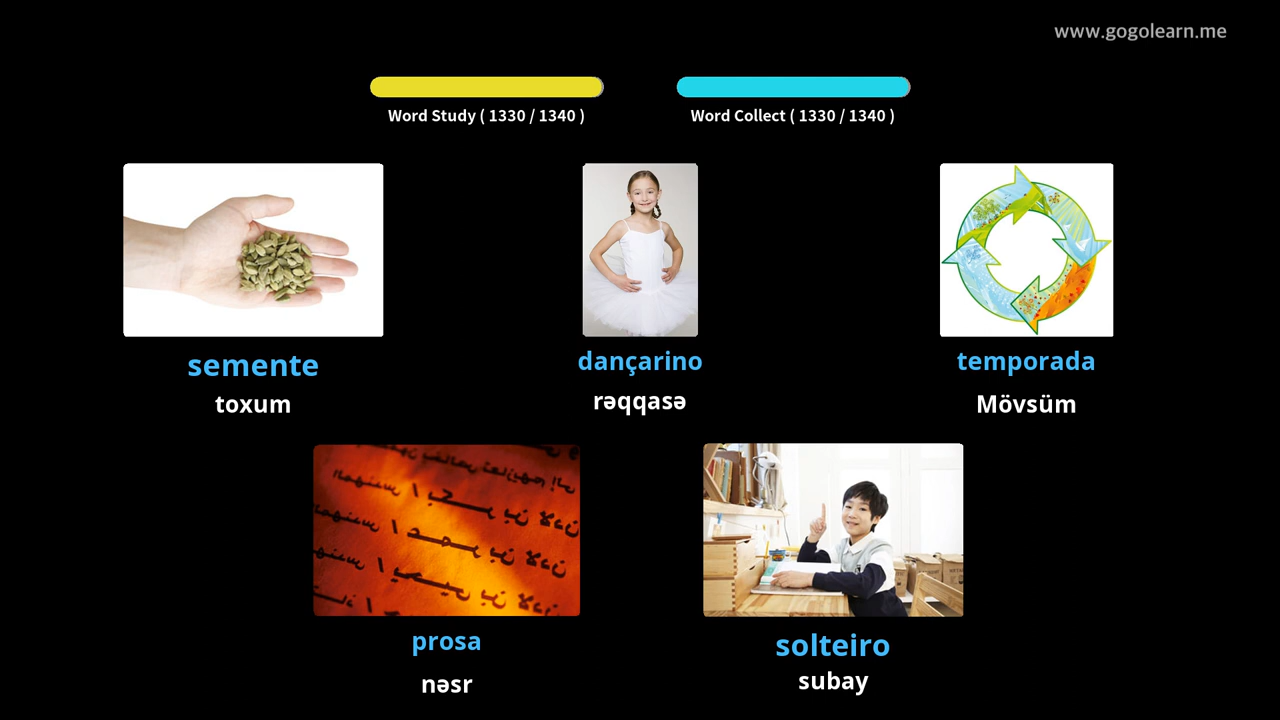 www.gogolearn.me
Word Study ( 1330 / 1340 )
Word Collect ( 1330 / 1340 )
semente
toxum
dançarino
rəqqasə
temporada
Mövsüm
prosa
nəsr
solteiro
subay